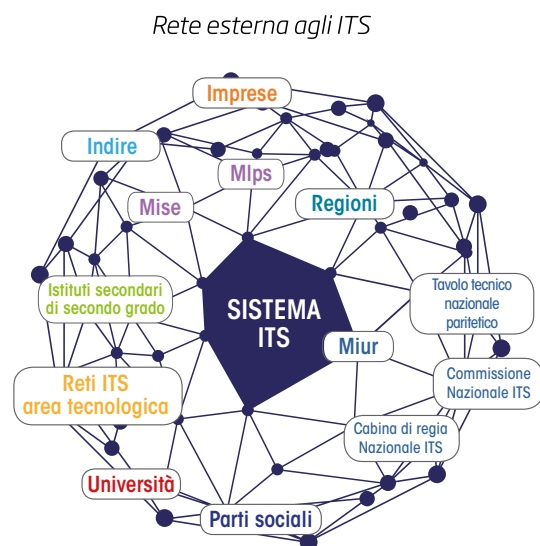 Rete esterna agli ITS
Imprese
Indire
Mlps
Mise
Regioni
Istituti secondari
di secondo grado
SISTEMA
ITS
Tavolo tecnico
nazionale
paritetico
Miur
Reti ITS
area tecnologica
Commissione
Nazionale ITS
Cabina di regia
Nazionale ITS
Università
Parti sociali